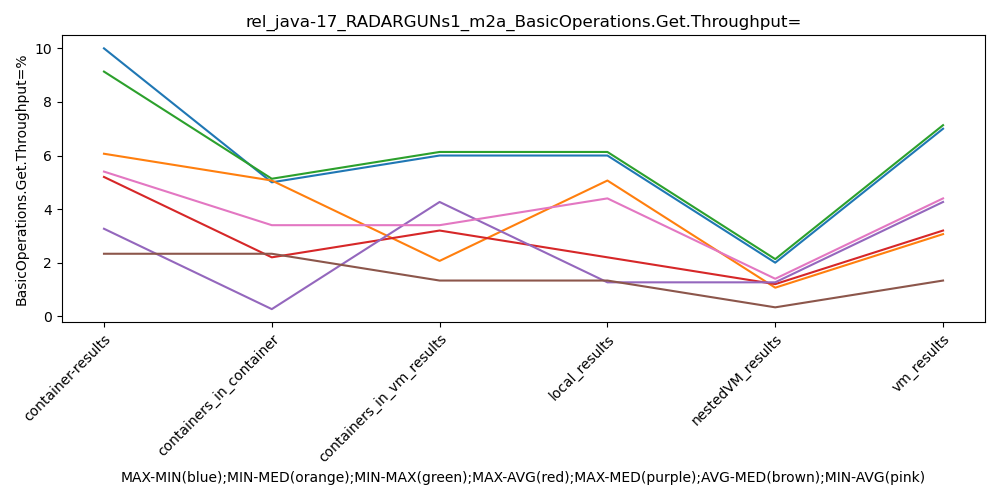 rel_java-17_RADARGUNs1_m2a_BasicOperations.Get.Throughput=
BasicOperations.Get.Throughput=%
10
8
6
4
2
0
container-results
containers_in_container
containers_in_vm_results
local_results
nestedVM_results
vm_results
MAX-MIN(blue);MIN-MED(orange);MIN-MAX(green);MAX-AVG(red);MAX-MED(purple);AVG-MED(brown);MIN-AVG(pink)